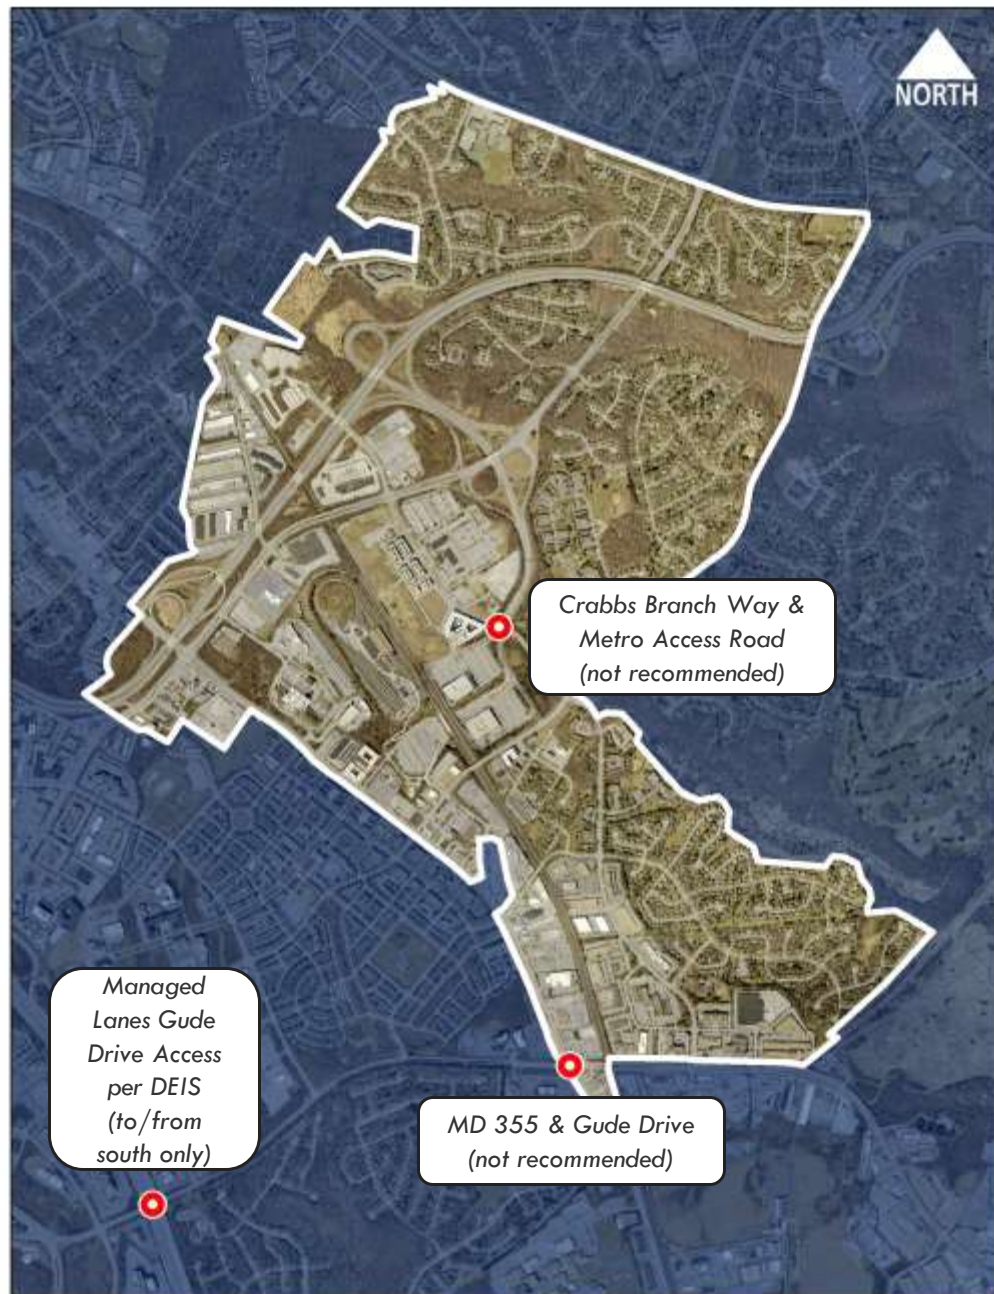 NORTH
Crabbs Branch Way &
Metro Access Road
(not recommended)
Managed
Lanes Gude
Drive Access
per DEIS
(to/from
south only)
MD 355 & Gude Drive
(not recommended)